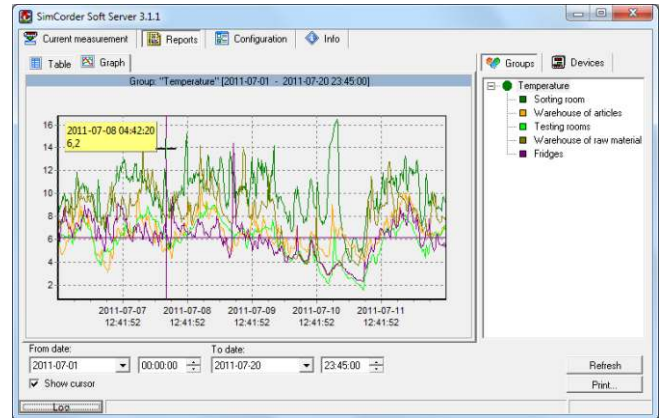 SimCorder Soft Server 3.1.1
Current measurement Reports Configuration Info
Table Graph
Groups Devices
Group: "Temperature" [2011-07-01 - 2011-07-20 23:45:00]
Temperature
Sorting room
Warehouse of articles
Testing rooms
Warehouse of raw material
Fridges
2011-07-08 04:42:20
6,2
16
14
12
10
8
6
4
2
2011-07-07 2011-07-08 2011-07-09 2011-07-10 2011-07-11
12:41:52 12:41:52 12:41:52 12:41:52 12:41:52
From date: To date:
2011-07-01 00:00:00 2011-07-20 23:45:00
Refresh
Show cursor
Print...
Log